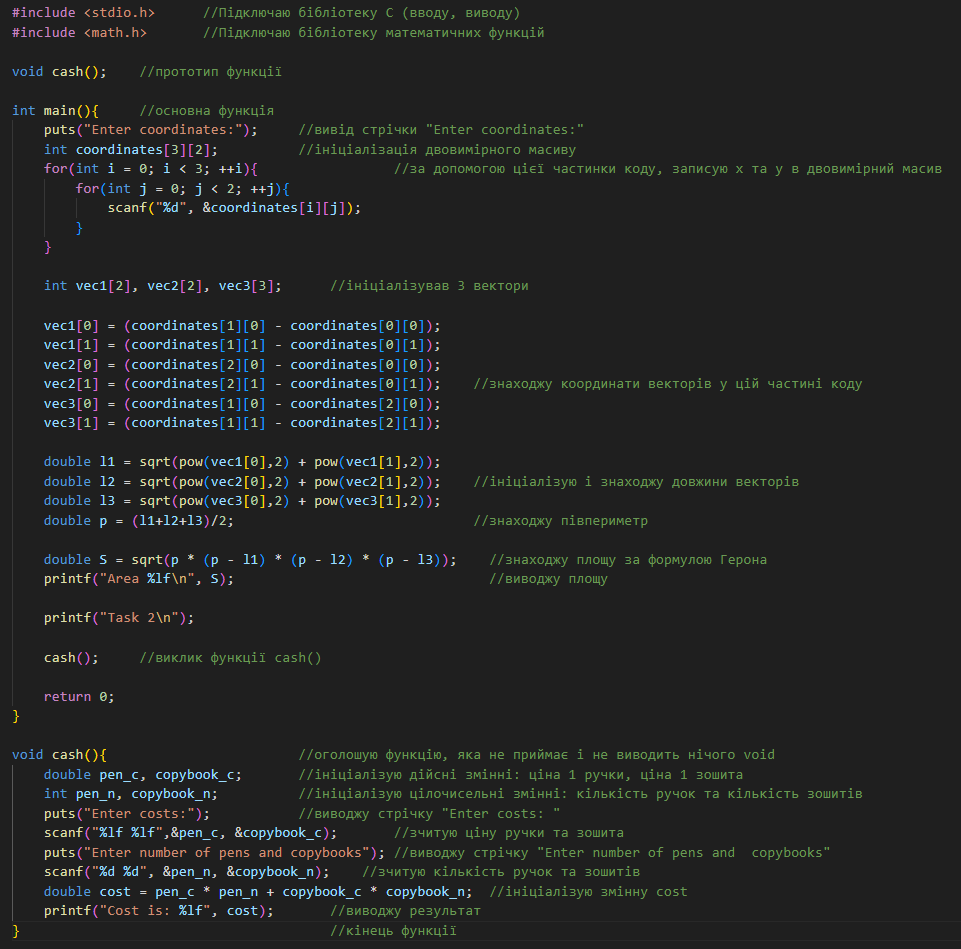 #include <stdio.h>      //Підключаю бібліотеку C (вводу, виводу)
#include <math.h>       //Підключаю бібліотеку математичних функцій

void cash();    //прототип функції

int main(){     //основна функція
    puts("Enter coordinates:");     //вивід стрічки "Enter coordinates:"
    int coordinates[3][2];          //ініціалізація двовимірного масиву
    for(int i = 0; i < 3; ++i){                 //за допомогою цієї частинки коду, записую x та y в двовимірний масив
        for(int j = 0; j < 2; ++j){
            scanf("%d", &coordinates[i][j]);
        }
    }

    int vec1[2], vec2[2], vec3[3];      //ініціалізував 3 вектори

    vec1[0] = (coordinates[1][0] - coordinates[0][0]);
    vec1[1] = (coordinates[1][1] - coordinates[0][1]);
    vec2[0] = (coordinates[2][0] - coordinates[0][0]);
    vec2[1] = (coordinates[2][1] - coordinates[0][1]);    //знаходжу координати векторів у цій частині коду
    vec3[0] = (coordinates[1][0] - coordinates[2][0]);
    vec3[1] = (coordinates[1][1] - coordinates[2][1]);

    double l1 = sqrt(pow(vec1[0],2) + pow(vec1[1],2));
    double l2 = sqrt(pow(vec2[0],2) + pow(vec2[1],2));    //ініціалізую і знаходжу довжини векторів
    double l3 = sqrt(pow(vec3[0],2) + pow(vec3[1],2));
    double p = (l1+l2+l3)/2;                              //знаходжу півпериметр

    double S = sqrt(p * (p - l1) * (p - l2) * (p - l3));    //знаходжу площу за формулою Герона
    printf("Area %lf\n", S);                                //виводжу площу

    printf("Task 2\n");

    cash();     //виклик функції cash()

    return 0;
}

void cash(){                        //оголошую функцію, яка не приймає і не виводить нічого void
    double pen_c, copybook_c;       //ініціалізую дійсні змінні: ціна 1 ручки, ціна 1 зошита
    int pen_n, copybook_n;          //ініціалізую цілочисельні змінні: кількість ручок та кількість зошитів
    puts("Enter costs:");           //виводжу стрічку "Enter costs: "
    scanf("%lf %lf",&pen_c, &copybook_c);       //зчитую ціну ручки та зошита
    puts("Enter number of pens and copybooks"); //виводжу стрічку "Enter number of pens and  copybooks"
    scanf("%d %d", &pen_n, &copybook_n);    //зчитую кількість ручок та зошитів
    double cost = pen_c * pen_n + copybook_c * copybook_n;  //ініціалізую змінну cost
    printf("Cost is: %lf", cost);       //виводжу результат
}                                       //кінець функції